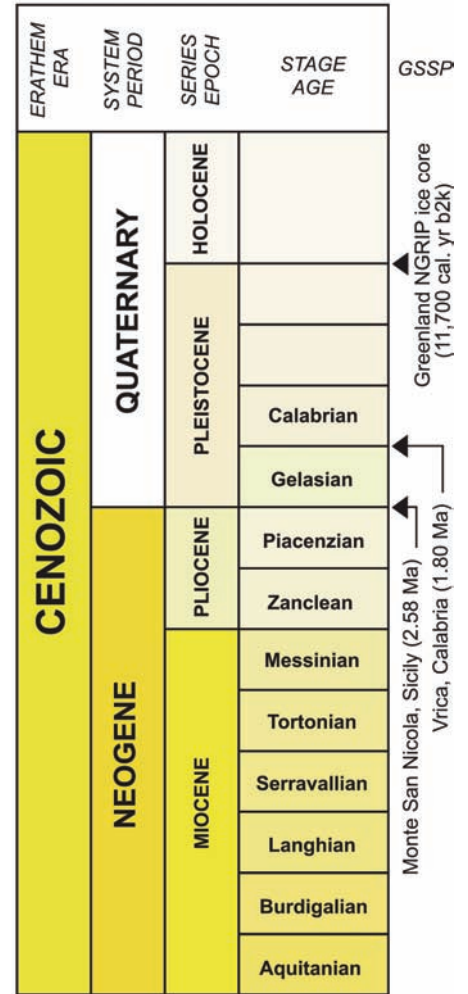 ERATHEM
ERA
SYSTEM
PERIOD
SERIES
EPOCH
STAGE
AGE
GSSP
CENOZOIC
QUATERNARY
NEOGENE
HOLOCENE
PLEISTOCENE
PLIOCENE
MIOCENE
Calabrian
Gelasian
Piacenzian
Zanclean
Messinian
Tortonian
Serravallian
Langhian
Burdigalian
Aquitanian
Greenland NGRIP ice core
(11,700 cal. yr b2k)
Vrica, Calabria (1.80 Ma)
Monte San Nicola, Sicily (2.58 Ma)